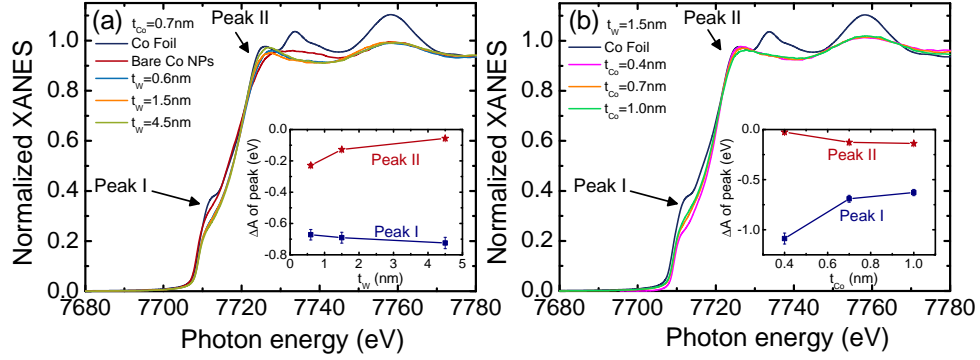 (a) t_Co=0.7nm
Co Foil
Bare Co NPs
t_W=0.6nm
t_W=1.5nm
t_W=4.5nm
Peak II
Peak I
Normalized XANES
1.0
0.8
0.6
0.4
0.2
0.0
7680 7700 7720 7740 7760 7780
Photon energy (eV)
ΔA of peak (eV)
0.0
-0.2
-0.4
-0.6
-0.8
Peak II
Peak I
0 1 2 3 4 5
t_W (nm)
(b) t_W=1.5nm
Co Foil
t_Co=0.4nm
t_Co=0.7nm
t_Co=1.0nm
Peak II
Peak I
Normalized XANES
1.0
0.8
0.6
0.4
0.2
0.0
7680 7700 7720 7740 7760 7780
Photon energy (eV)
ΔA of peak (eV)
0.0
-0.5
-1.0
Peak II
Peak I
0.4 0.6 0.8 1.0
t_Co (nm)